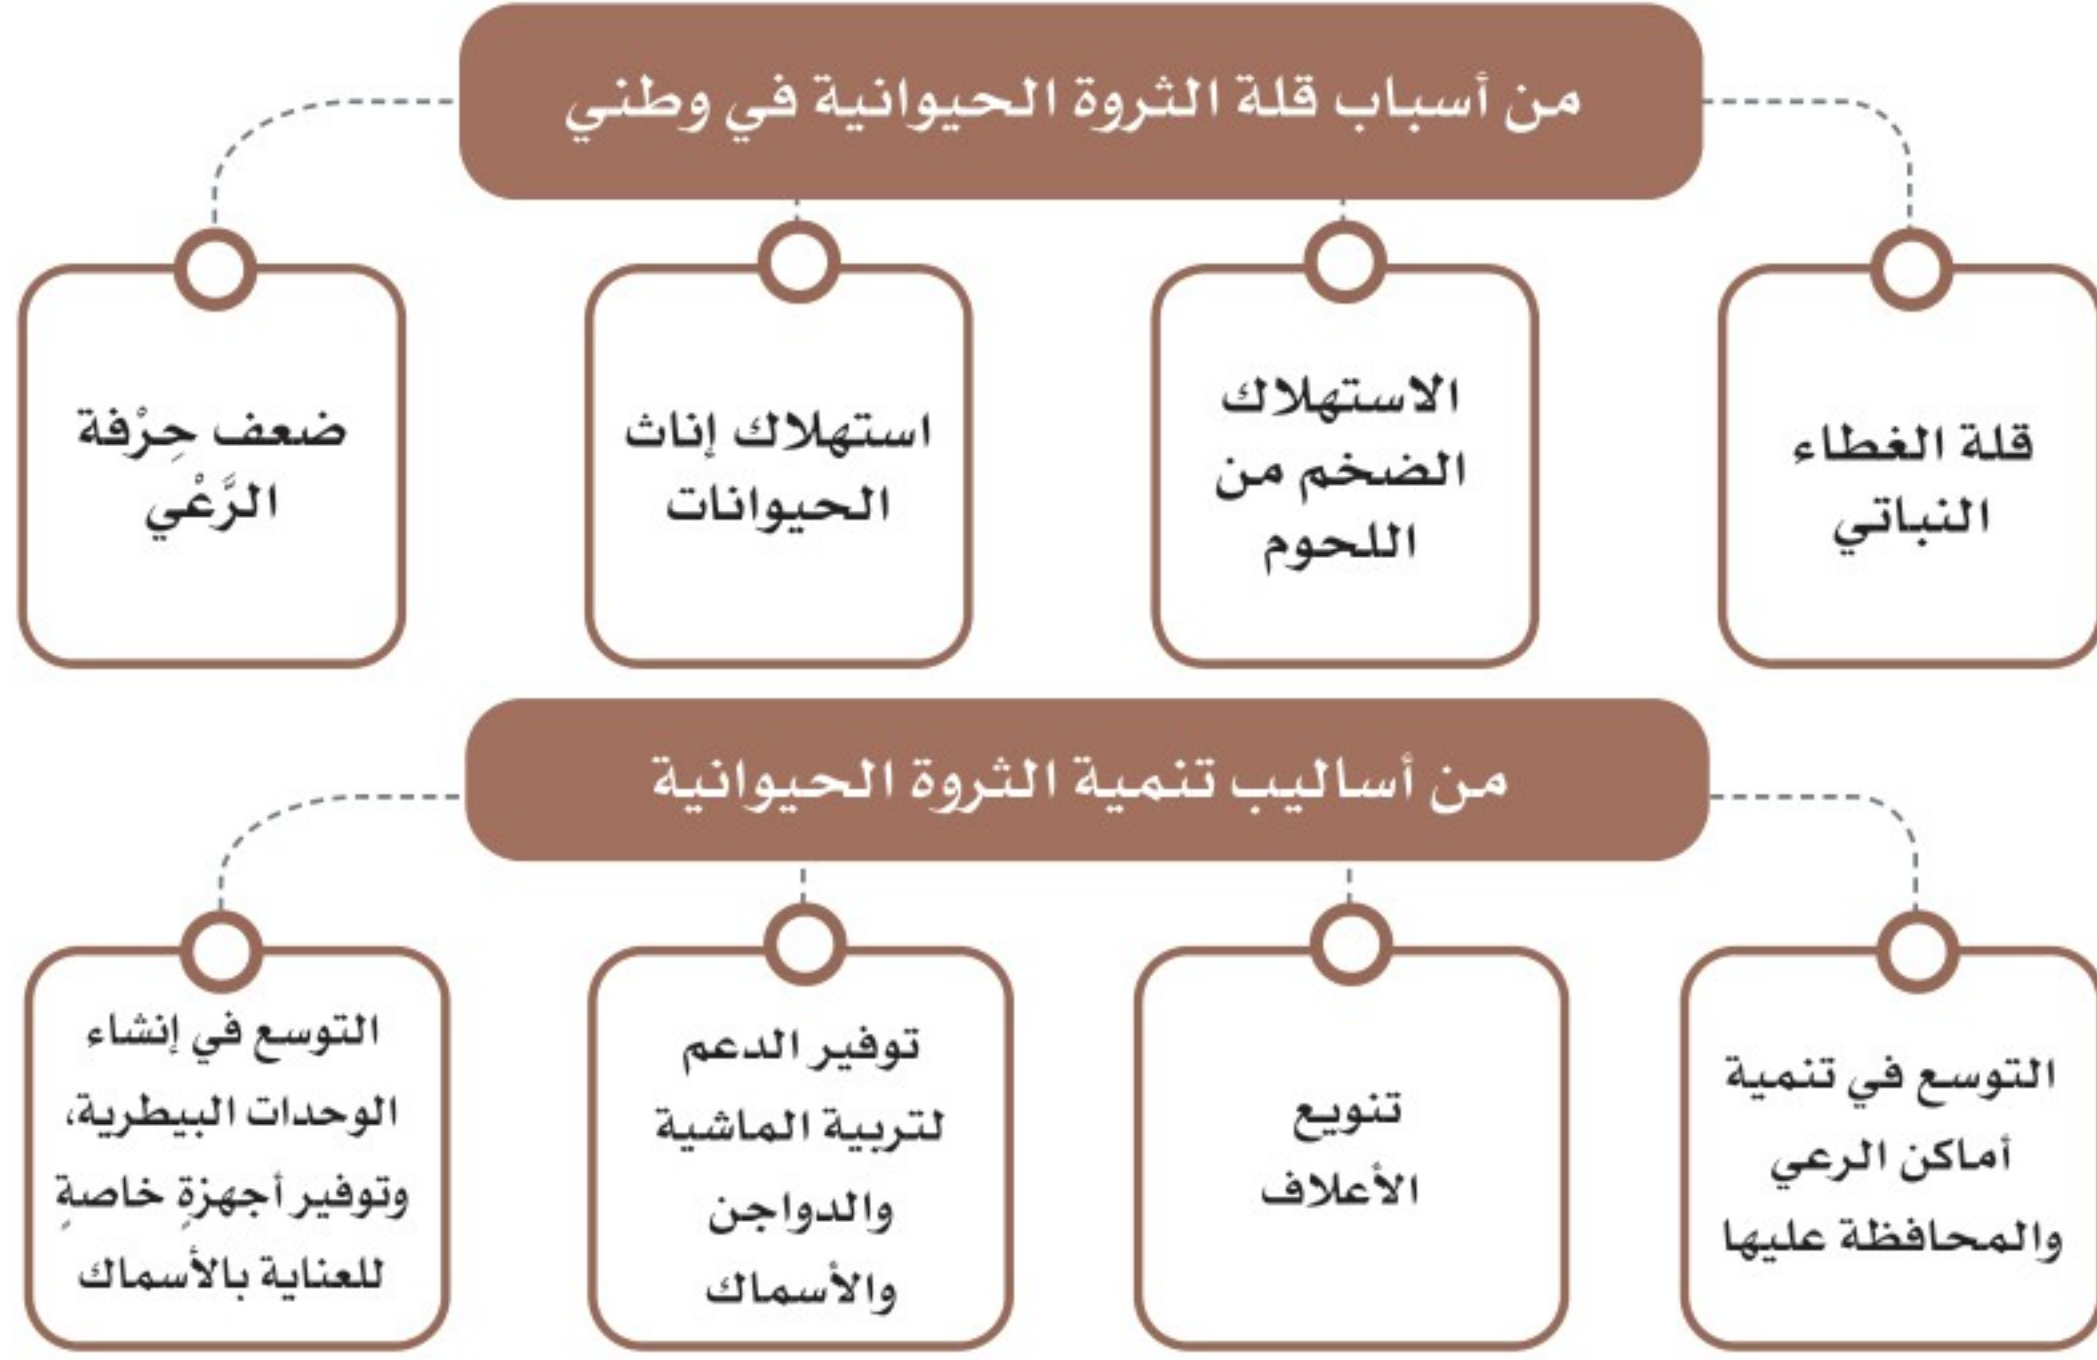 من أسباب قلة الثروة الحيوانية في وطني
قلة الغطاء
النباتي
الاستهلاك
الضخم من
اللحوم
استهلاك إناث
الحيوانات
ضعف حِرْفة
الرَّعْي
من أساليب تنمية الثروة الحيوانية
التوسع في تنمية
أماكن الرعي
والمحافظة عليها
تنويع
الأعلاف
توفير الدعم
لتربية الماشية
والدواجن
والأسماك
التوسع في إنشاء
الوحدات البيطرية،
وتوفير أجهزةٍ خاصةٍ
للعناية بالأسماك